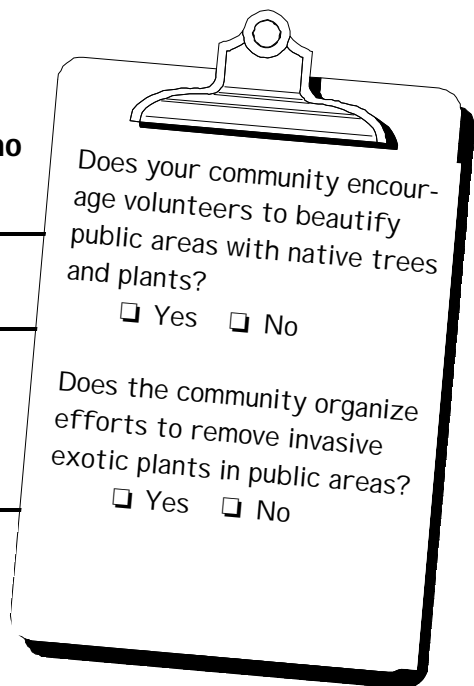 no
Does your community encour-
age volunteers to beautify
public areas with native trees
and plants?
❏ Yes ❏ No
Does the community organize
efforts to remove invasive
exotic plants in public areas?
❏ Yes ❏ No